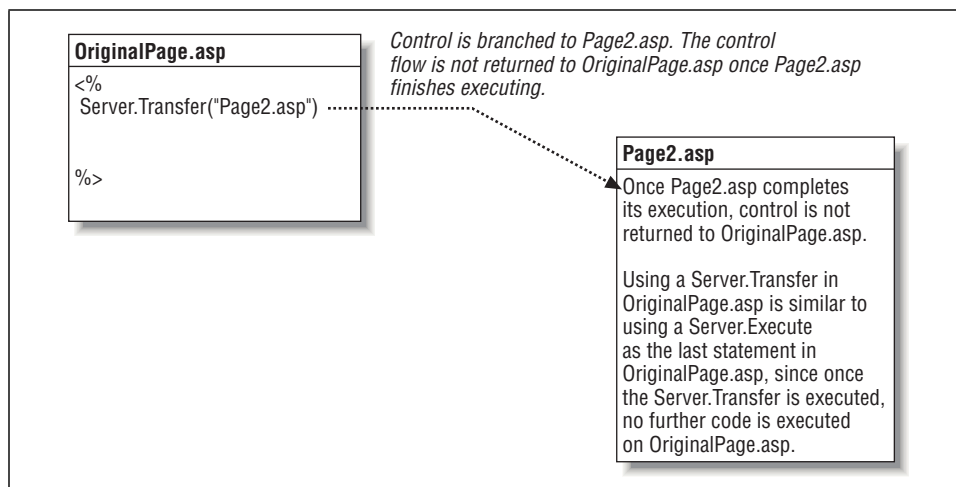 OriginalPage.asp
<%
Server.Transfer("Page2.asp")
%>
Control is branched to Page2.asp. The control
flow is not returned to OriginalPage.asp once Page2.asp
finishes executing.
Page2.asp
Once Page2.asp completes
its execution, control is not
returned to OriginalPage.asp.
Using a Server.Transfer in
OriginalPage.asp is similar to
using a Server.Execute
as the last statement in
OriginalPage.asp, since once
the Server.Transfer is executed,
no further code is executed
on OriginalPage.asp.